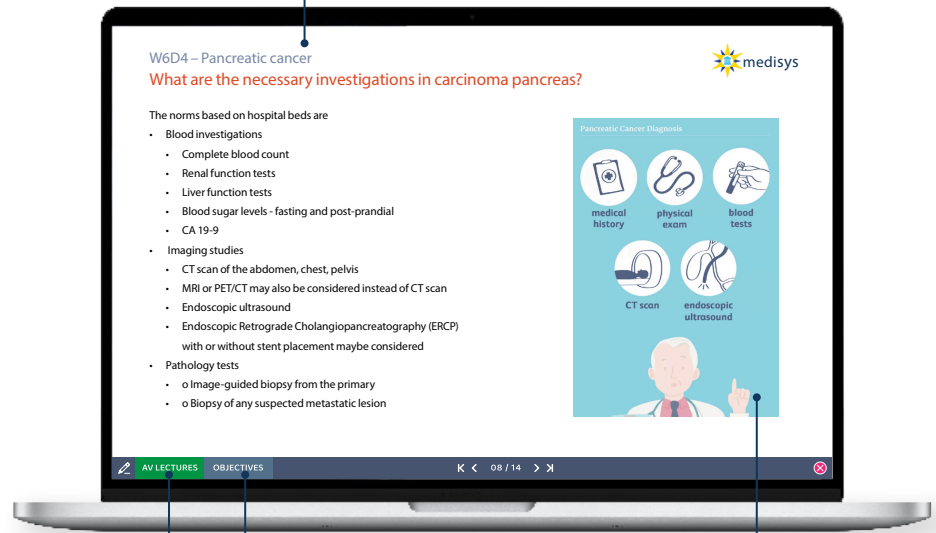 W6D4 – Pancreatic cancer
What are the necessary investigations in carcinoma pancreas?
medisys
The norms based on hospital beds are
• Blood investigations
• Complete blood count
• Renal function tests
• Liver function tests
• Blood sugar levels - fasting and post-prandial
• CA 19-9
• Imaging studies
• CT scan of the abdomen, chest, pelvis
• MRI or PET/CT may also be considered instead of CT scan
• Endoscopic ultrasound
• Endoscopic Retrograde Cholangiopancreatography (ERCP)
with or without stent placement maybe considered
• Pathology tests
• o Image-guided biopsy from the primary
• o Biopsy of any suspected metastatic lesion
Pancreatic Cancer Diagnosis
medical
history
physical
exam
blood
tests
CT scan
endoscopic
ultrasound
AV LECTURES
OBJECTIVES
08 / 14